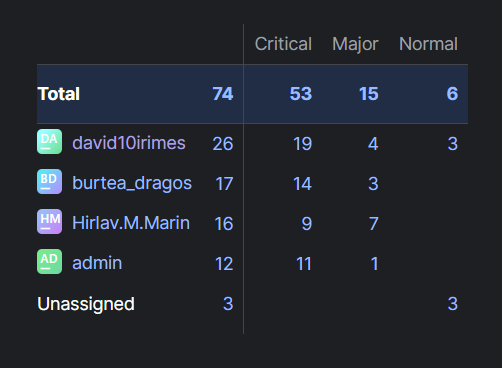 Critical Major Normal
Total 74 53 15 6
DA david10irimes 26 19 4 3
BD burtea_dragos 17 14 3
HM Hirlav.M.Marin 16 9 7
AD admin 12 11 1
Unassigned 3 3